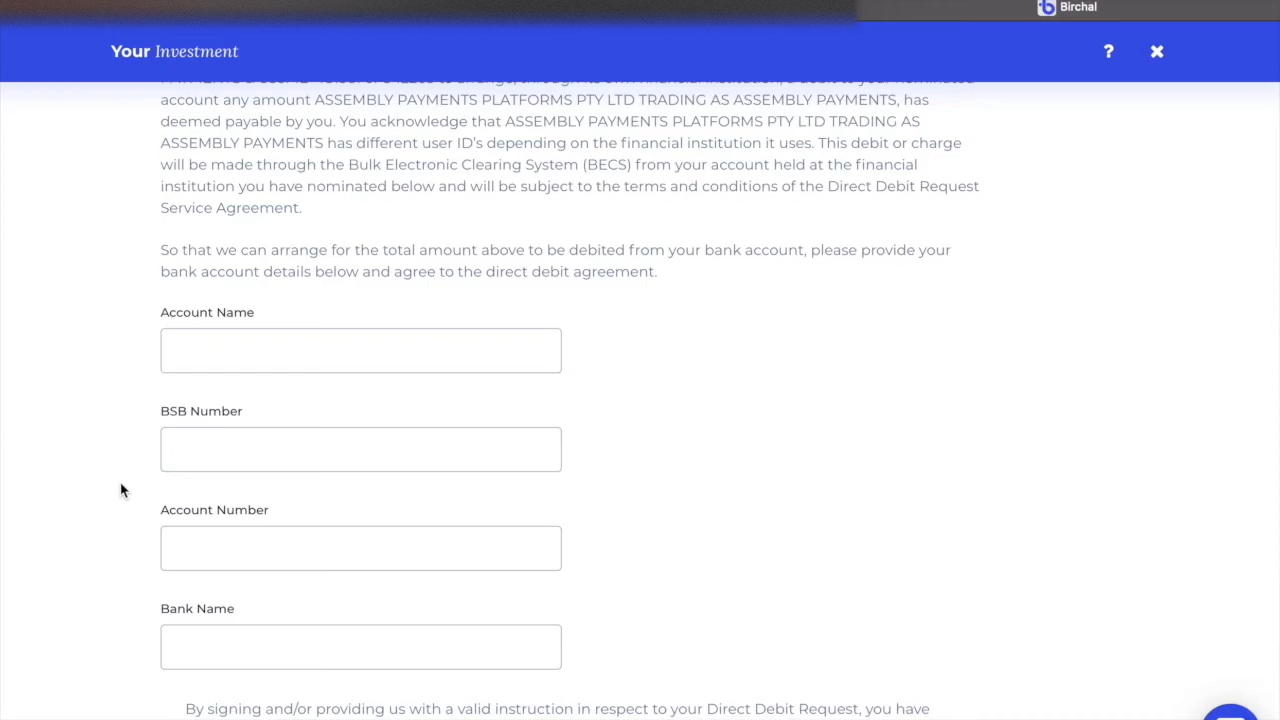 Birchal
Your Investment
?
account any amount ASSEMBLY PAYMENTS PLATFORMS PTY LTD TRADING AS ASSEMBLY PAYMENTS, has
deemed payable by you. You acknowledge that ASSEMBLY PAYMENTS PLATFORMS PTY LTD TRADING AS
ASSEMBLY PAYMENTS has different user ID's depending on the financial institution it uses. This debit or charge
will be made through the Bulk Electronic Clearing System (BECS) from your account held at the financial
institution you have nominated below and will be subject to the terms and conditions of the Direct Debit Request
Service Agreement.
So that we can arrange for the total amount above to be debited from your bank account, please provide your
bank account details below and agree to the direct debit agreement.
Account Name
BSB Number
Account Number
Bank Name
By signing and/or providing us with a valid instruction in respect to your Direct Debit Request, you have